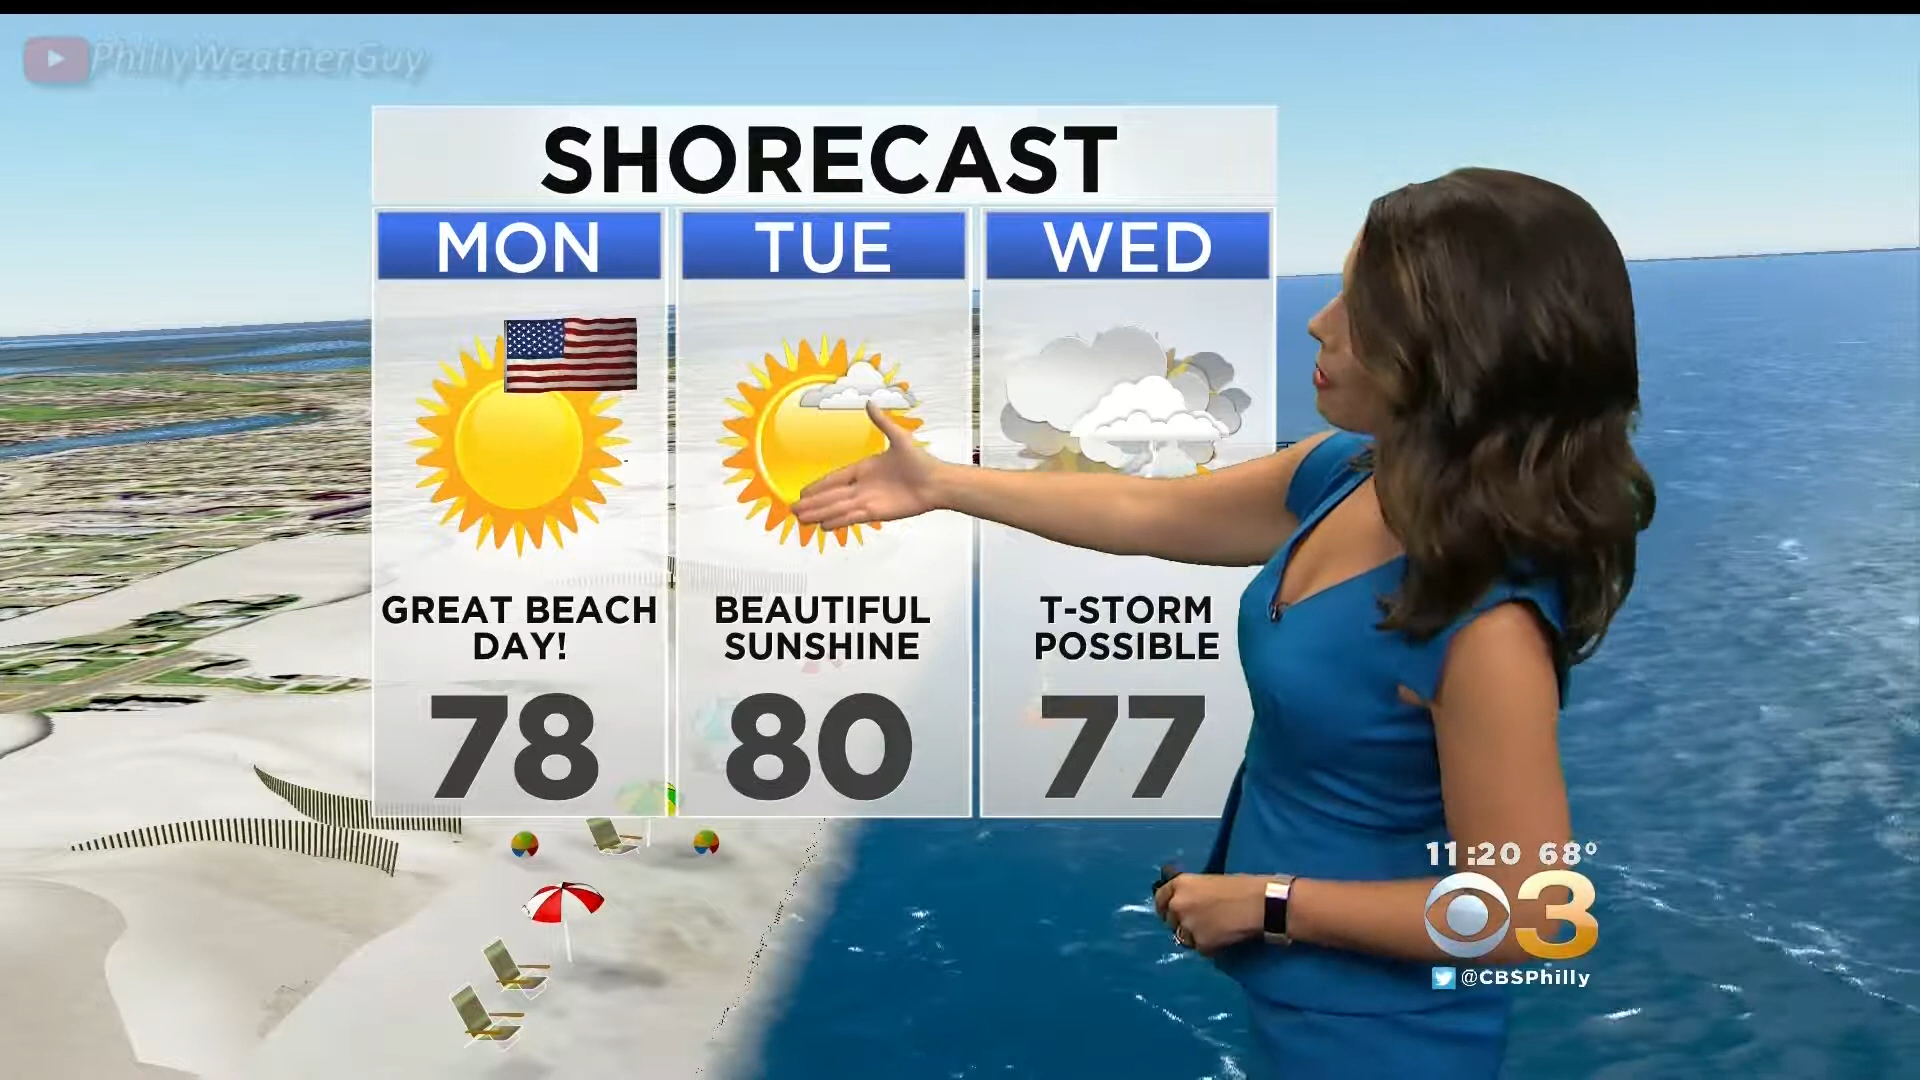 PhillyWeatherGuy
SHORECAST
MON TUE WED
GREAT BEACH DAY!
BEAUTIFUL SUNSHINE
T-STORM POSSIBLE
78 80 77
11:20 68°
3
@CBSPhilly